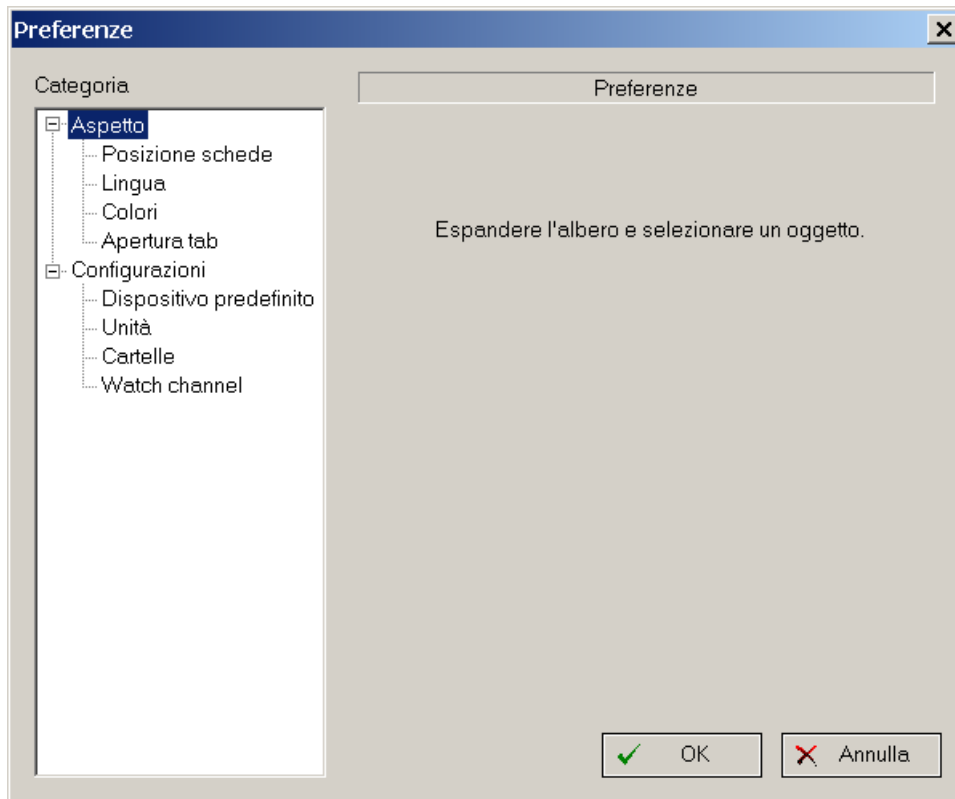 Preferenze
Categoria
Aspetto
Posizione schede
Lingua
Colori
Apertura tab
Configurazioni
Dispositivo predefinito
Unità
Cartelle
Watch channel
Preferenze
Espandere l'albero e selezionare un oggetto.
OK
Annulla